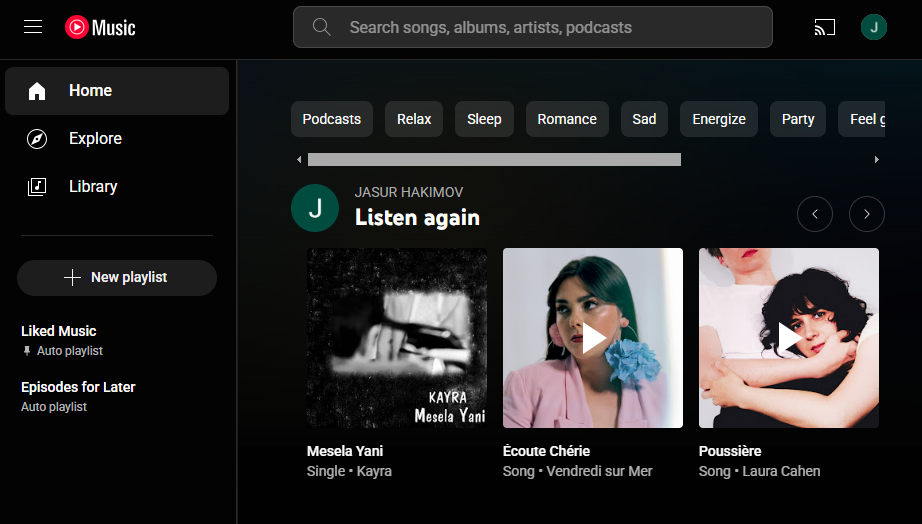 Music
Search songs, albums, artists, podcasts
J
Home
Explore
Library
New playlist
Liked Music
Auto playlist
Episodes for Later
Auto playlist
Podcasts
Relax
Sleep
Romance
Sad
Energize
Party
Feel g
J
JASUR HAKIMOV
Listen again
KAYRA
Mesela Yani
Mesela Yani
Single • Kayra
Écoute Chérie
Song • Vendredi sur Mer
Poussière
Song • Laura Cahen